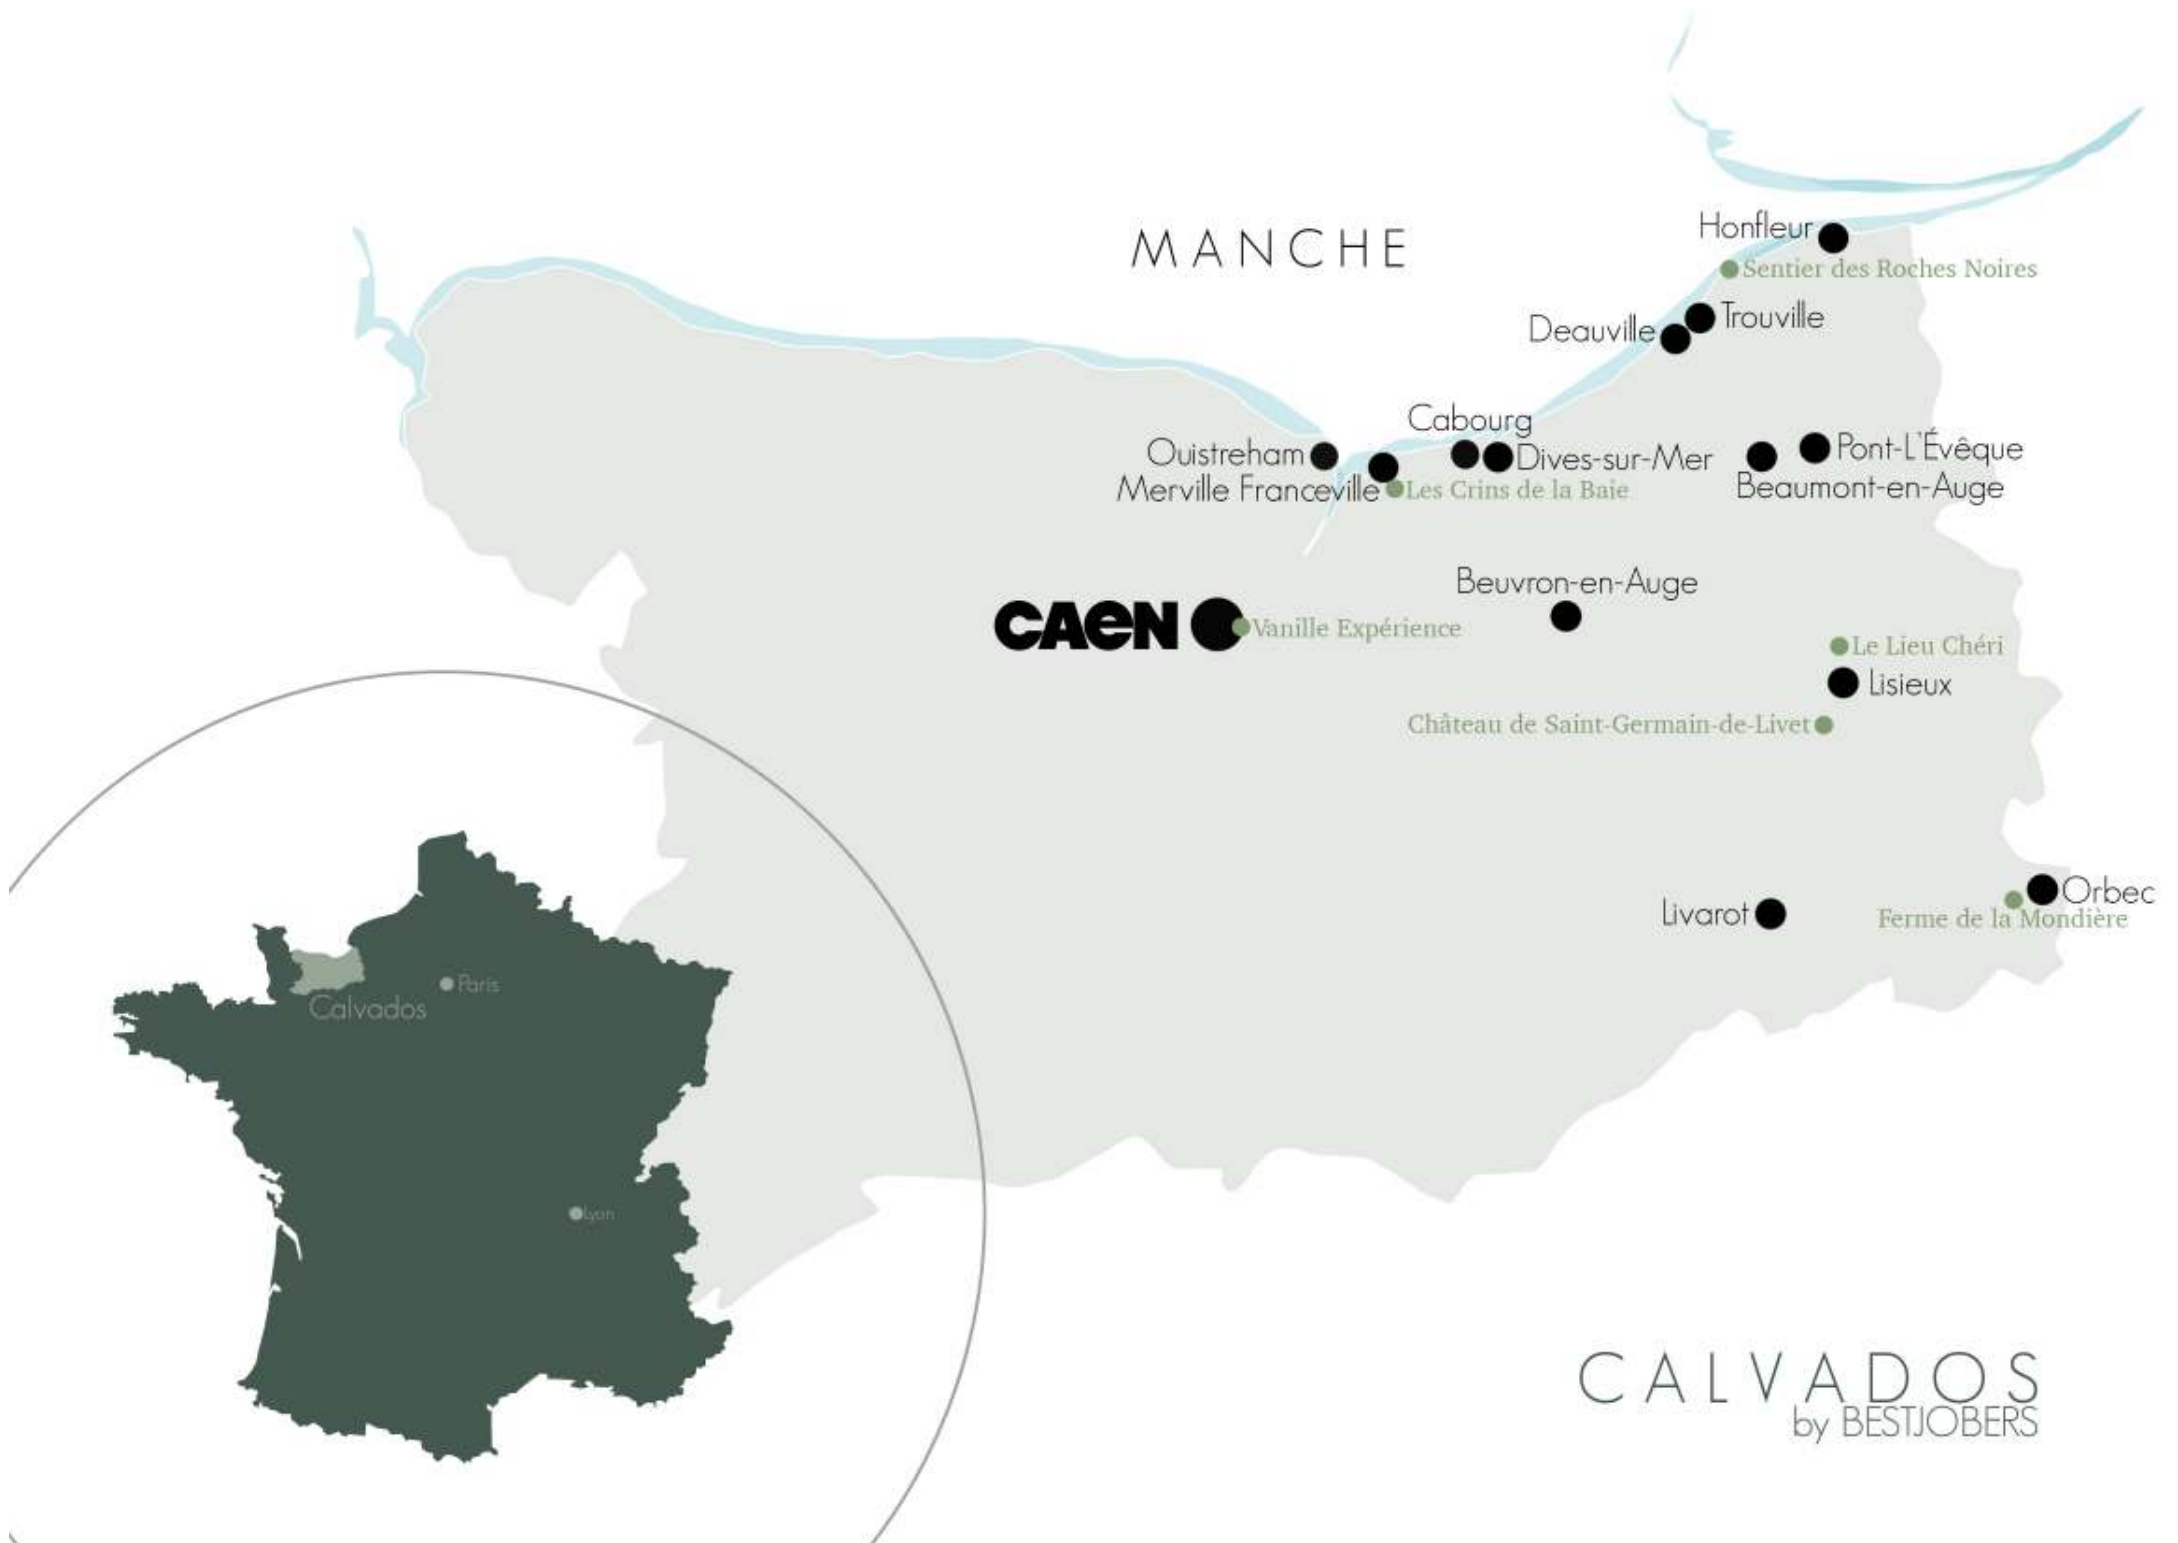 MANCHE
Honfleur
Sentier des Roches Noires
Trouville
Deauville
Cabourg
Ouistreham
Dives-sur-Mer
Pont-L'Évêque
Merville Franceville
Les Crins de la Baie
Beaumont-en-Auge
Beuvron-en-Auge
CAEN
Vanille Expérience
Le Lieu Chéri
Lisieux
Château de Saint-Germain-de-Livet
Livarot
Orbec
Ferme de la Mondière
Paris
Calvados
Lyon
CALVADOS
by BESTJOBERS